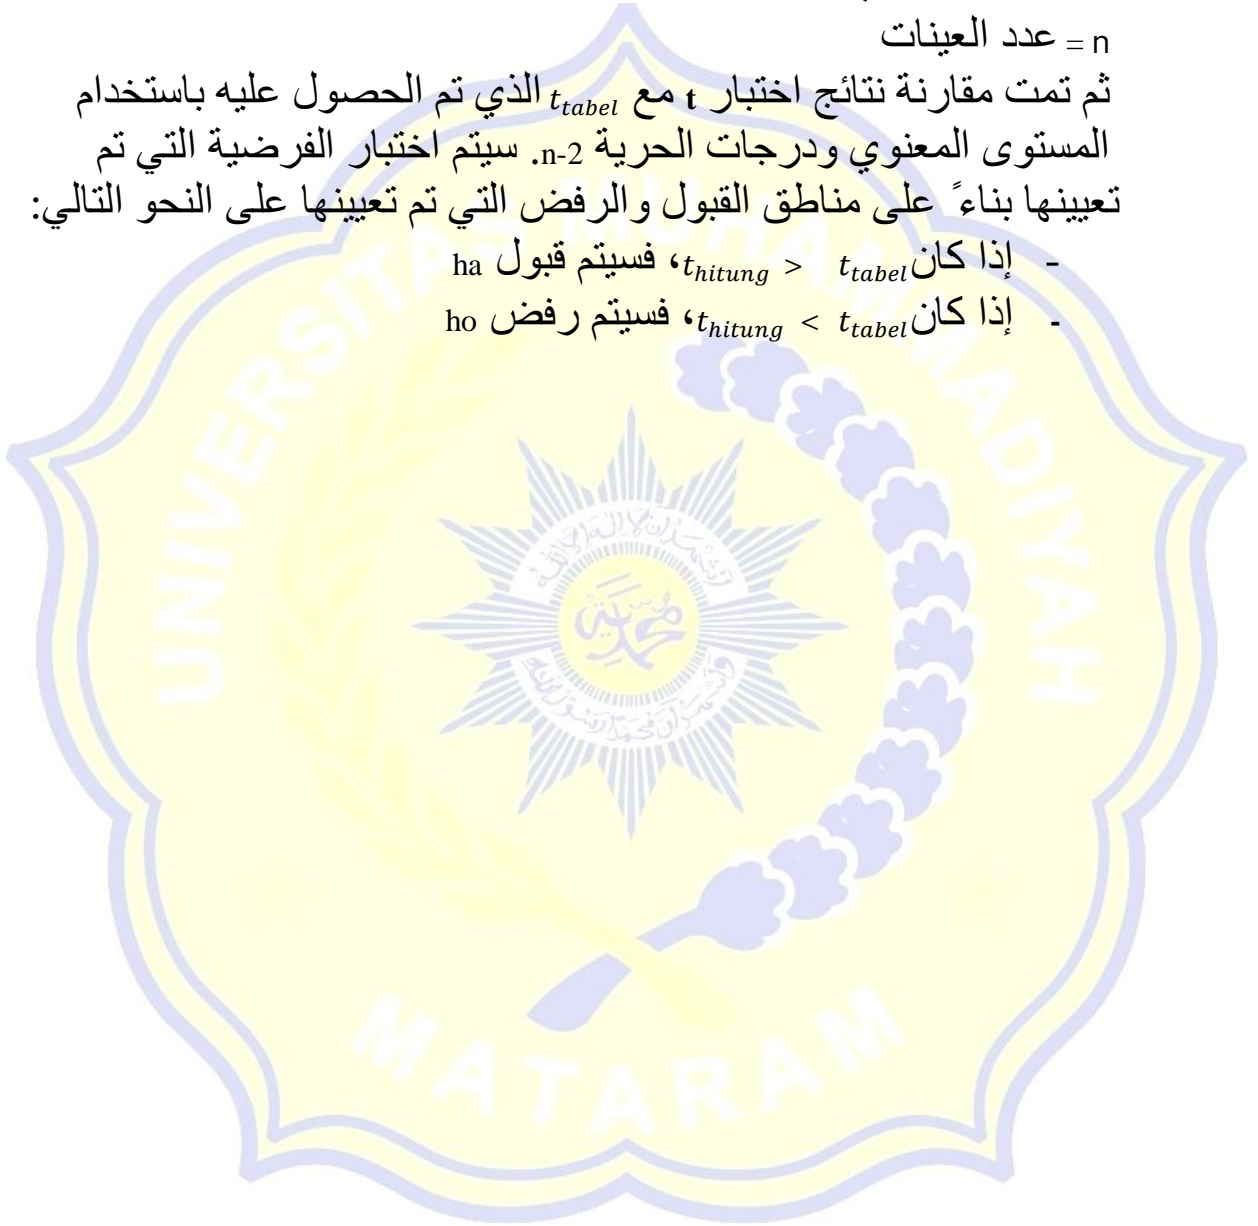 n = عدد العينات
ثم تمت مقارنة نتائج اختبار t مع t_tabel الذي تم الحصول عليه باستخدام
المستوى المعنوي ودرجات الحرية n-2. سيتم اختبار الفرضية التي تم
تعيينها بناءً على مناطق القبول والرفض التي تم تعيينها على النحو التالي:
- إذا كان t_hitung > t_tabel، فسيتم قبول ha
- إذا كان t_hitung < t_tabel، فسيتم رفض ho
UNIVERSITAS MUHAMMADIYAH
MATARAM